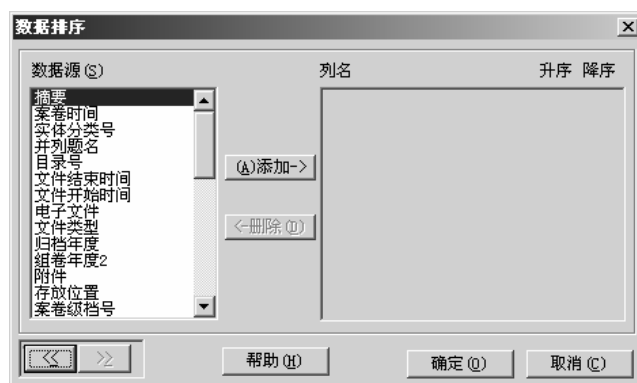 数据排序
数据源(S)
列名 升序 降序
摘要
案卷时间
实体分类号
并列题名
目录号
文件结束时间
文件开始时间
电子文件
文件类型
归档年度
组卷年度2
附件
存放位置
案卷级档号
(A)添加->
<-删除(D)
<< >>
帮助(H) 确定(O) 取消(C)